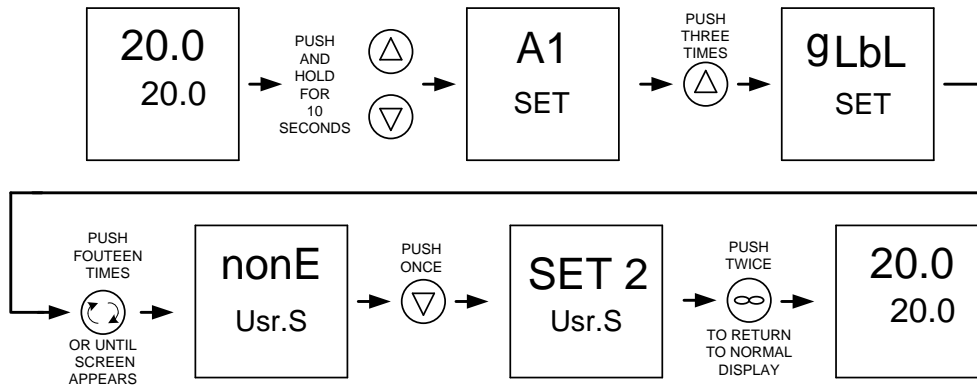 20.0
20.0
PUSH
AND
HOLD
FOR
10
SECONDS
A1
SET
PUSH
THREE
TIMES
gLbL
SET
PUSH
FOUTEEN
TIMES
OR UNTIL
SCREEN
APPEARS
nonE
Usr.S
PUSH
ONCE
SET 2
Usr.S
PUSH
TWICE
TO RETURN
TO NORMAL
DISPLAY
20.0
20.0